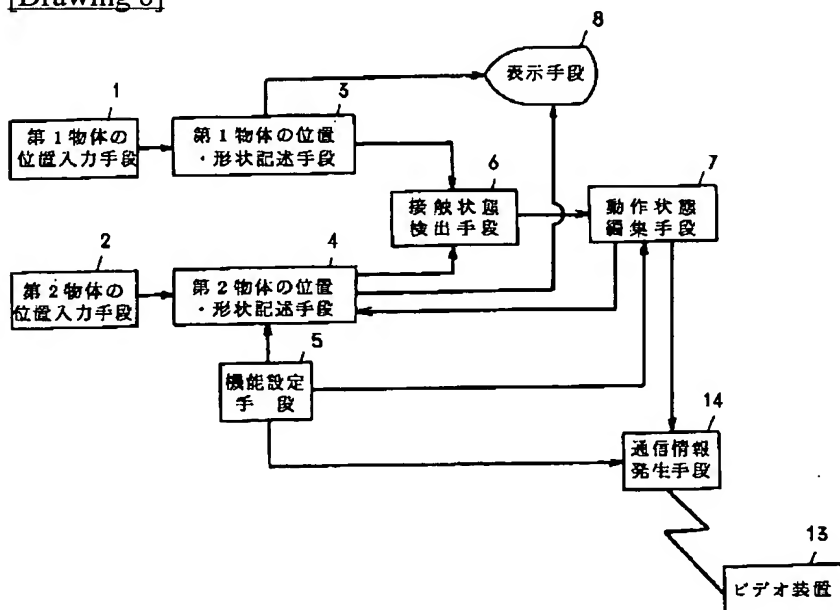 8
表示手段
1
第1物体の
位置入力手段
3
第1物体の位置
・形状記述手段
6
接触状態
検出手段
7
動作状態
編集手段
2
第2物体の
位置入力手段
4
第2物体の位置
・形状記述手段
5
機能設定
手段
14
通信情報
発生手段
13
ビデオ装置